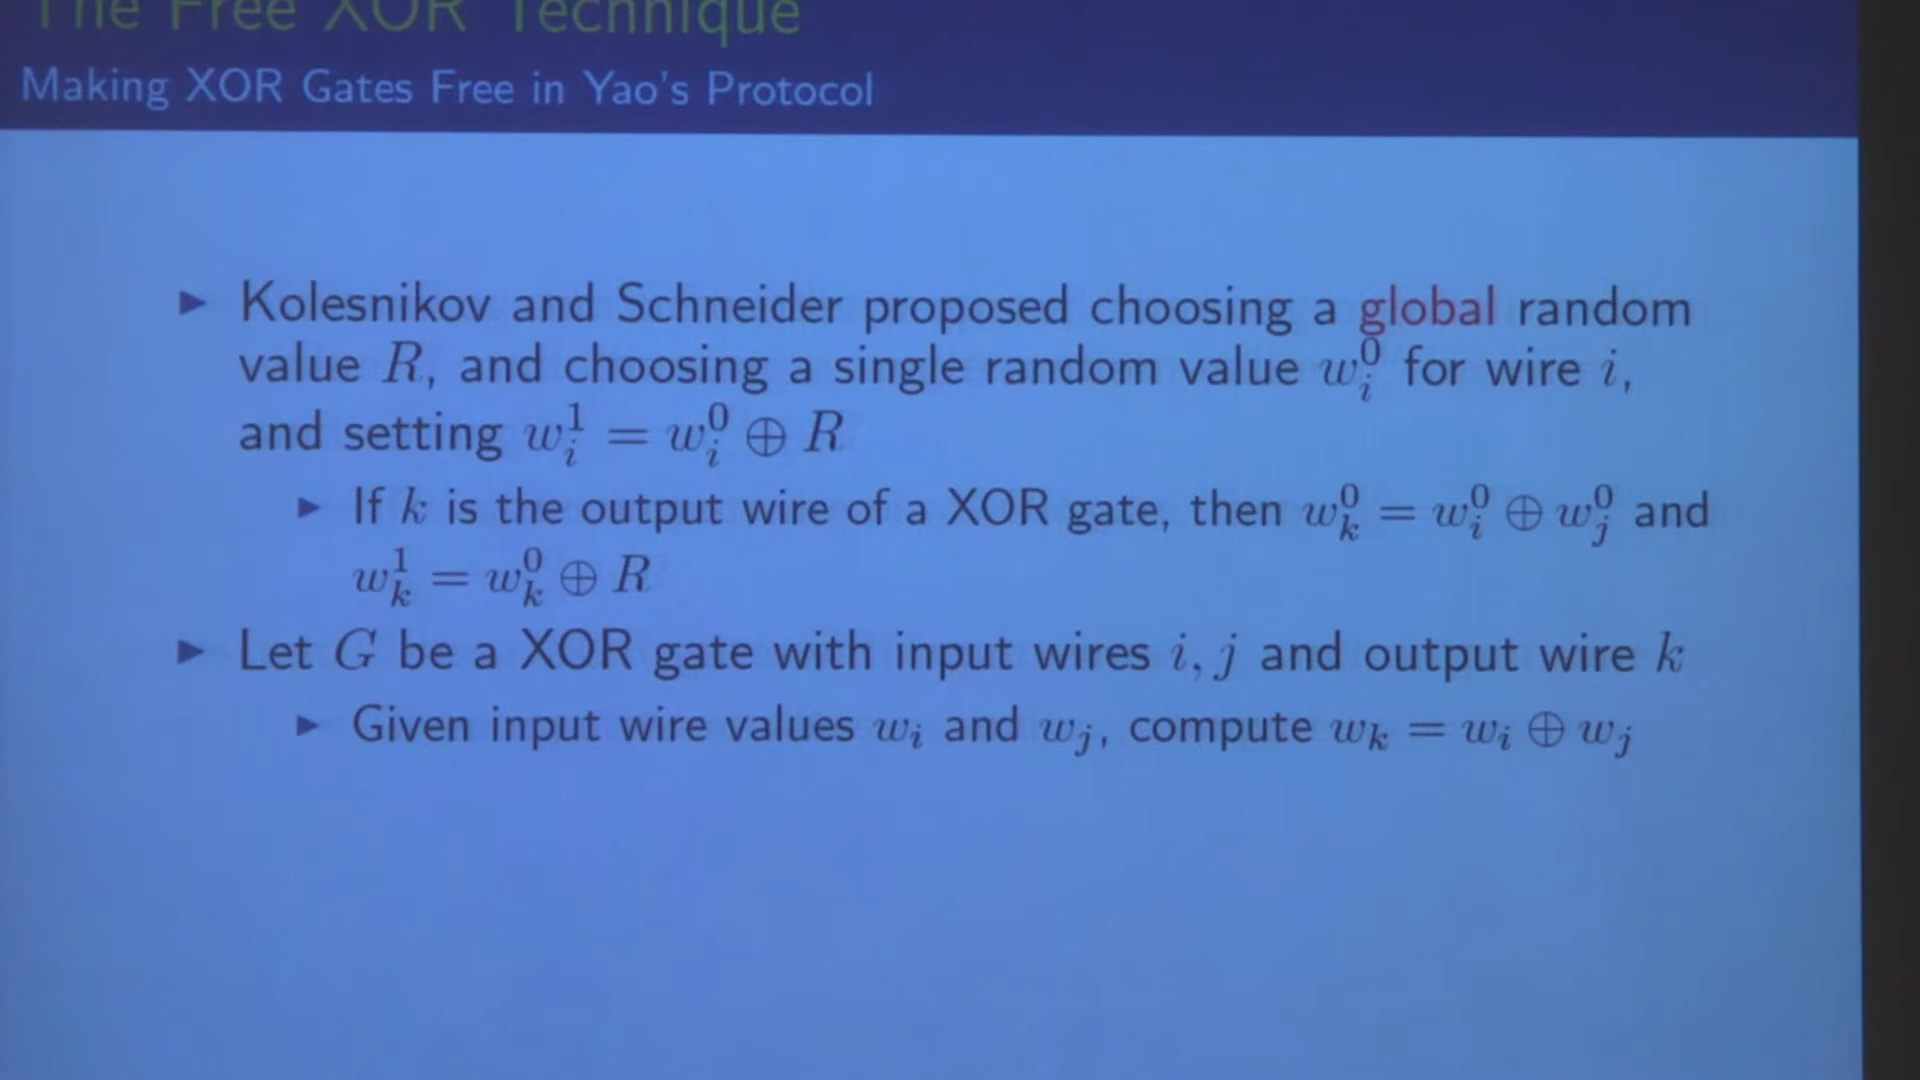 The Free XOR Technique
Making XOR Gates Free in Yao's Protocol
▶ Kolesnikov and Schneider proposed choosing a global random
value R, and choosing a single random value w_i^0 for wire i,
and setting w_i^1 = w_i^0 ⊕ R
▶ If k is the output wire of a XOR gate, then w_k^0 = w_i^0 ⊕ w_j^0 and
w_k^1 = w_k^0 ⊕ R
▶ Let G be a XOR gate with input wires i, j and output wire k
▶ Given input wire values w_i and w_j, compute w_k = w_i ⊕ w_j